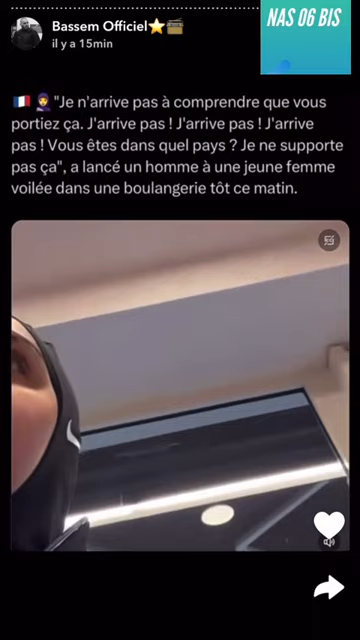 Bassem Officiel⭐📻
il y a 15min
NAS 06 BIS
🇫🇷 🧕"Je n'arrive pas à comprendre que vous
portiez ça. J'arrive pas ! J'arrive pas ! J'arrive
pas ! Vous êtes dans quel pays ? Je ne supporte
pas ça", a lancé un homme à une jeune femme
voilée dans une boulangerie tôt ce matin.